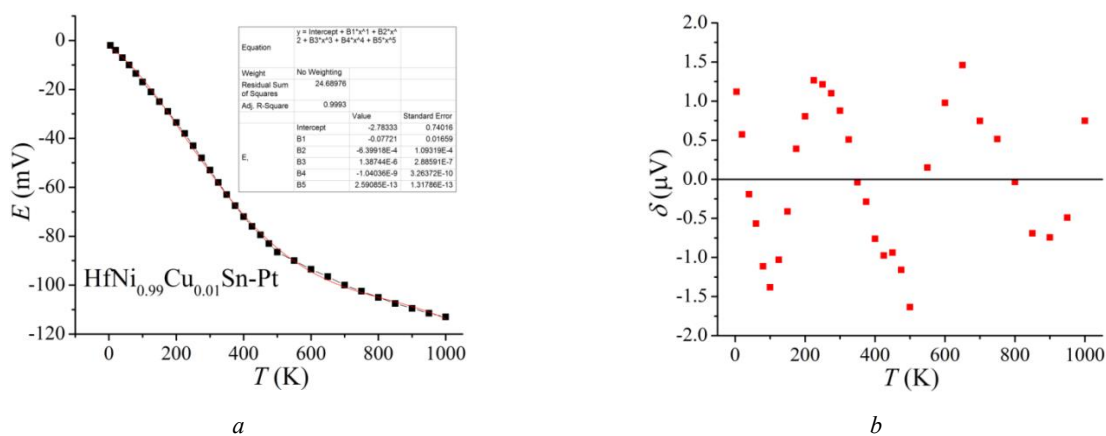 0
-20
-40
-60
-80
-100
-120
E (mV)
0 200 400 600 800 1000
T (K)
HfNi0.99Cu0.01Sn-Pt
Equation
y = Intercept + B1*x^1 + B2*x^
2 + B3*x^3 + B4*x^4 + B5*x^5
Weight No Weighting
Residual Sum
of Squares
24.68976
Adj. R-Square 0.9993
Value Standard Error
E,
Intercept -2.78333 0.74016
B1 -0.07721 0.01659
B2 -6.39918E-4 1.09319E-4
B3 1.38744E-6 2.88591E-7
B4 -1.04036E-9 3.26372E-10
B5 2.59085E-13 1.31786E-13
a
2.0
1.5
1.0
0.5
0.0
-0.5
-1.0
-1.5
2.0
δ (µV)
0 200 400 600 800 1000
T (K)
b